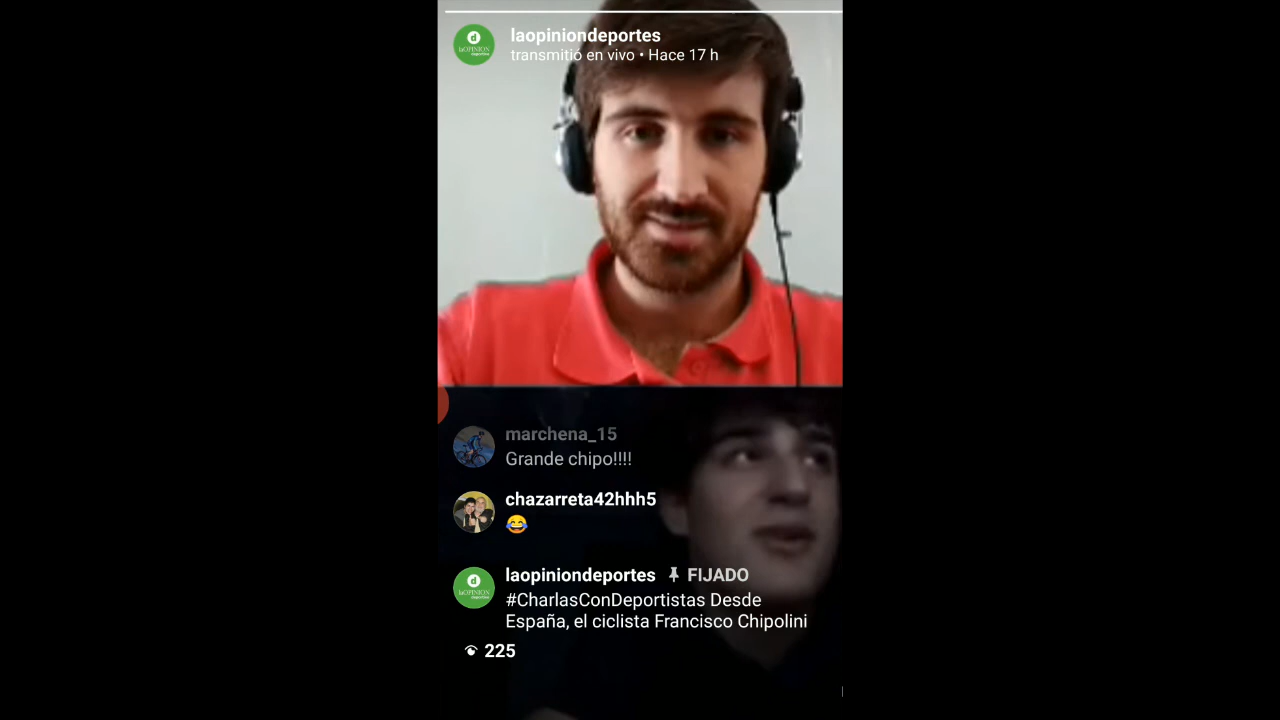 laopiniondeportes
transmitió en vivo • Hace 17 h
marchena_15
Grande chipo!!!!
chazarreta42hhh5
😂
laopiniondeportes FIJADO
#CharlasConDeportistas Desde
España, el ciclista Francisco Chipolini
225